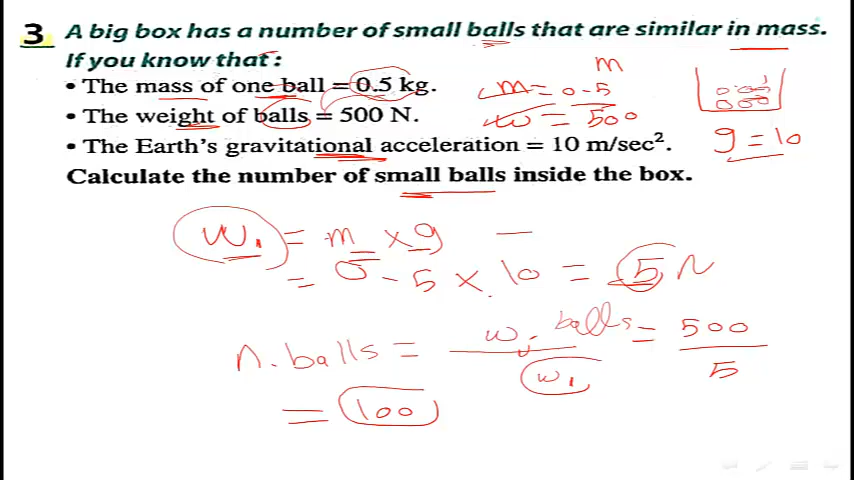 3 A big box has a number of small balls that are similar in mass.
If you know that :
• The mass of one ball = 0.5 kg.
• The weight of balls = 500 N.
• The Earth's gravitational acceleration = 10 m/sec².
Calculate the number of small balls inside the box.
m
m = 0.5
w = 500
g = 10
W₁ = m × g
= 0.5 × 10 = 5 N
n. balls = w. balls / w₁ = 500 / 5
= 100